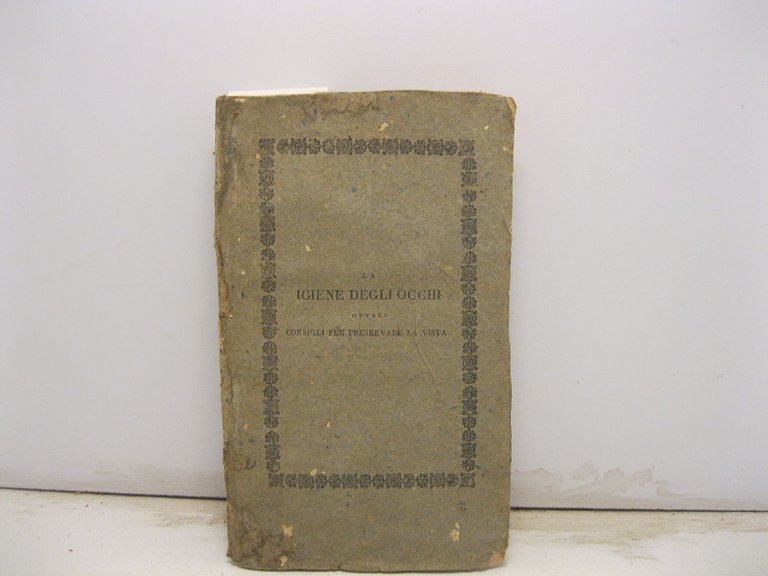 LA
IGIENE DEGLI OCCHI
OVVERO
CONSIGLI PER PRESERVARE LA VISTA